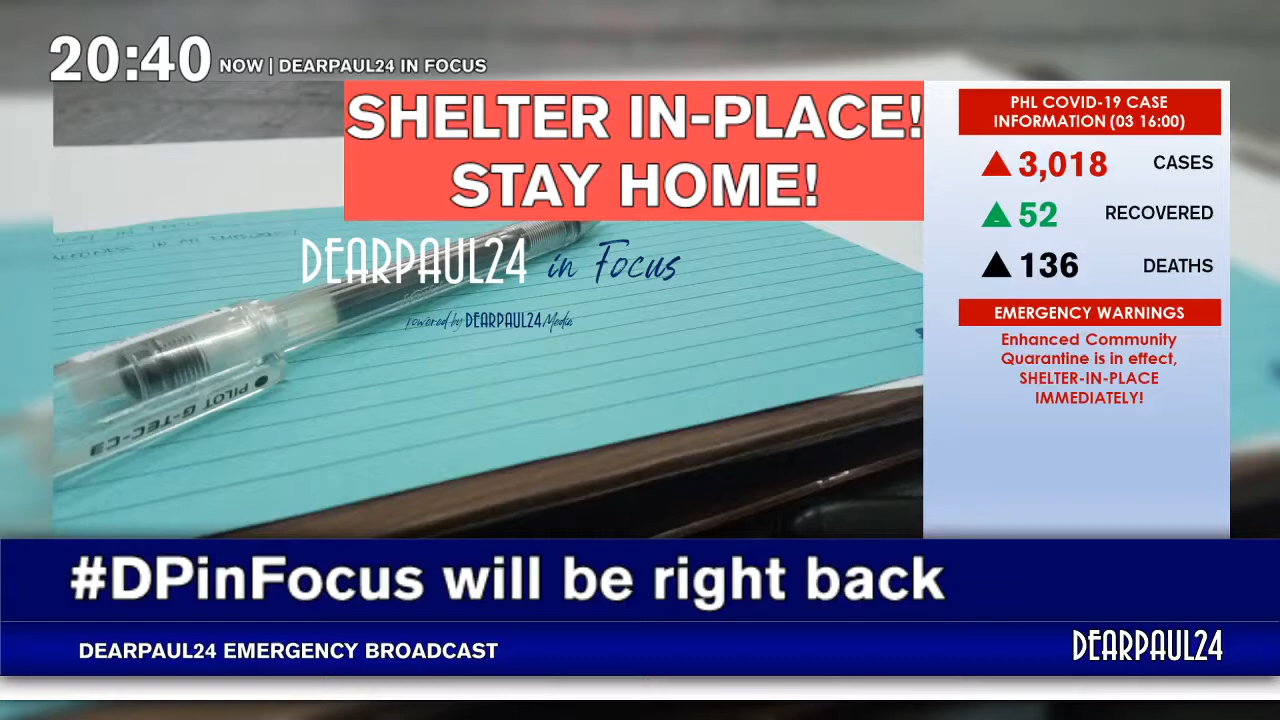 20:40 NOW | DEARPAUL24 IN FOCUS
SHELTER IN-PLACE!
STAY HOME!
DEARPAUL24 in Focus
Powered by DEARPAUL24 Media
PILOT G-TEC-C3
PHL COVID-19 CASE
INFORMATION (03 16:00)
3,018 CASES
52 RECOVERED
136 DEATHS
EMERGENCY WARNINGS
Enhanced Community
Quarantine is in effect,
SHELTER-IN-PLACE
IMMEDIATELY!
#DPinFocus will be right back
DEARPAUL24 EMERGENCY BROADCAST
DEARPAUL24